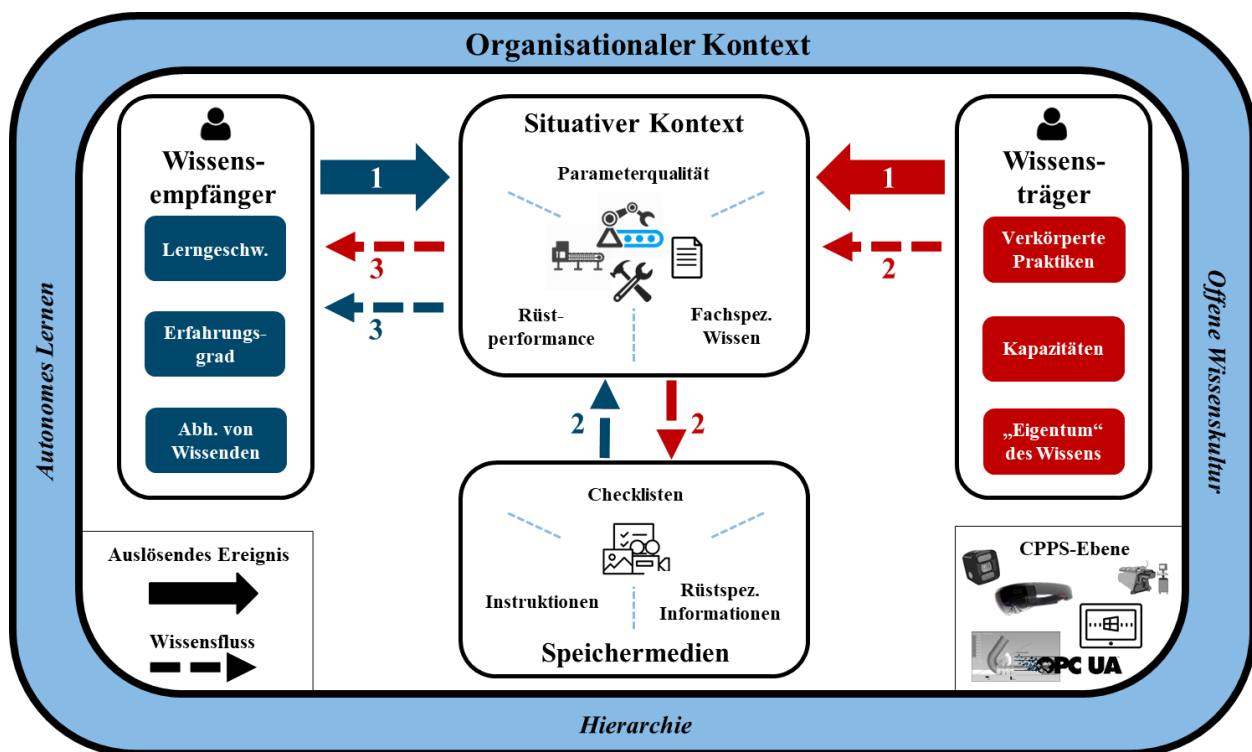 Organisationaler Kontext
Autonomes Lernen
Wissens-
empfänger
Lerngeschw.
Erfahrungs-
grad
Abh. von
Wissenden
1
3
3
Situativer Kontext
Parameterqualität
Rüst-
performance
Fachspez.
Wissen
1
2
Wissens-
träger
Verkörperte
Praktiken
Kapazitäten
„Eigentum“
des Wissens
Offene Wissenskultur
2
2
Checklisten
Instruktionen
Rüstspez.
Informationen
Speichermedien
Auslösendes Ereignis
Wissensfluss
CPPS-Ebene
OPC UA
Hierarchie